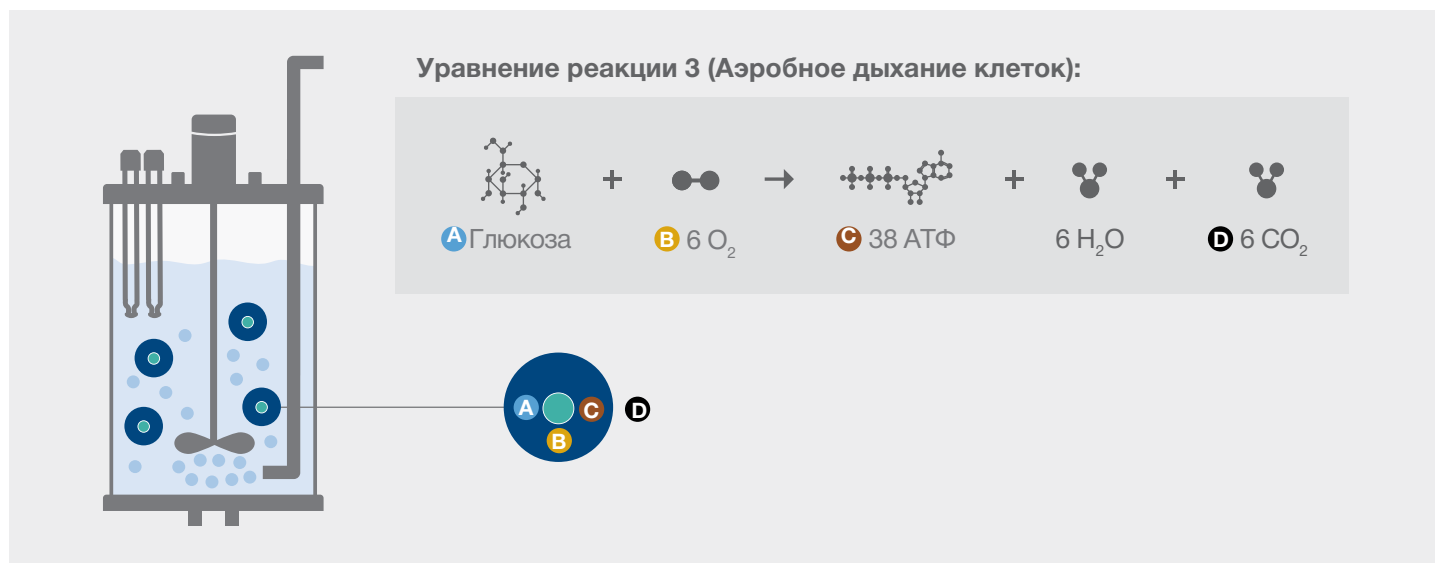 Уравнение реакции 3 (Аэробное дыхание клеток):
+ → + +
A Глюкоза B 6 O₂ C 38 АТФ 6 H₂O D 6 CO₂
A C D
B